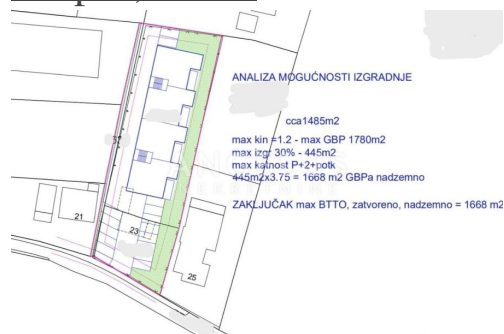 ANALIZA MOGUĆNOSTI IZGRADNJE
cca1485m2
max kin =1.2 - max GBP 1780m2
max izgr 30% - 445m2
max katnost P+2+potk
445m2x3.75 = 1668 m2 GBPa nadzemno
ZAKLJUČAK max BTTO, zatvoreno, nadzemno = 1668 m2
21
23
25